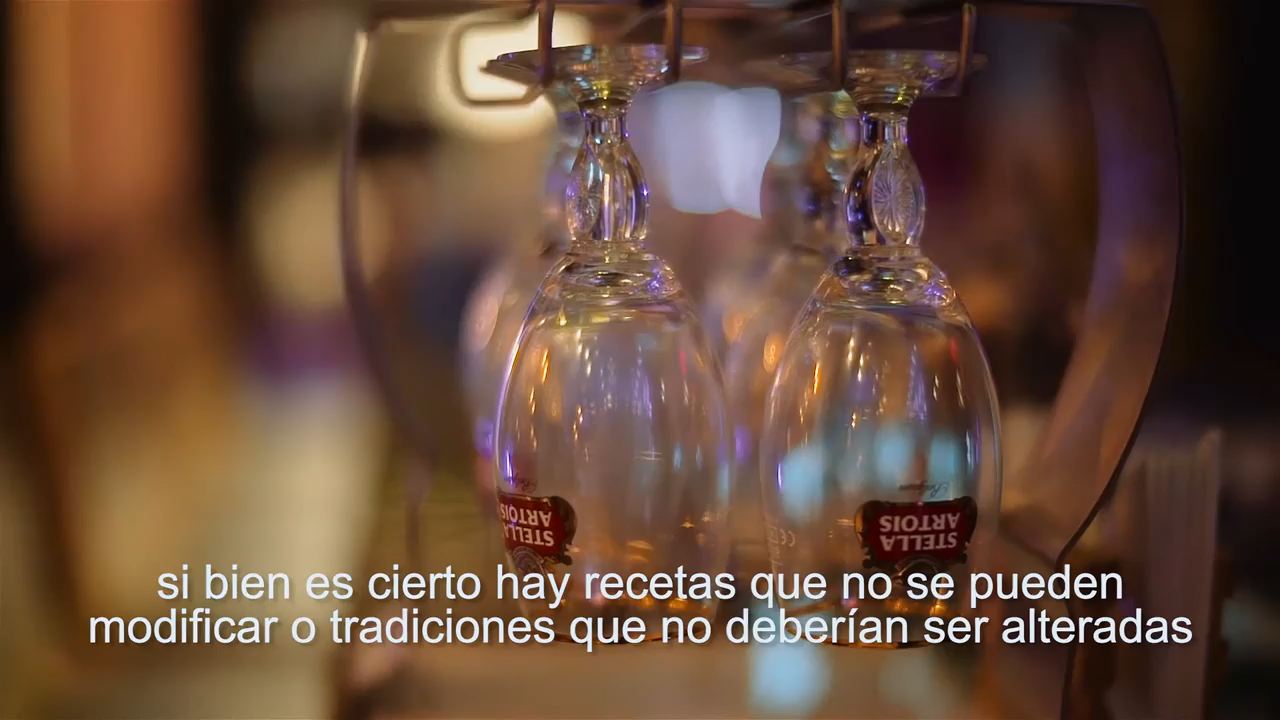 STELLA
ARTOIS
STELLA
ARTOIS
si bien es cierto hay recetas que no se pueden
modificar o tradiciones que no deberían ser alteradas